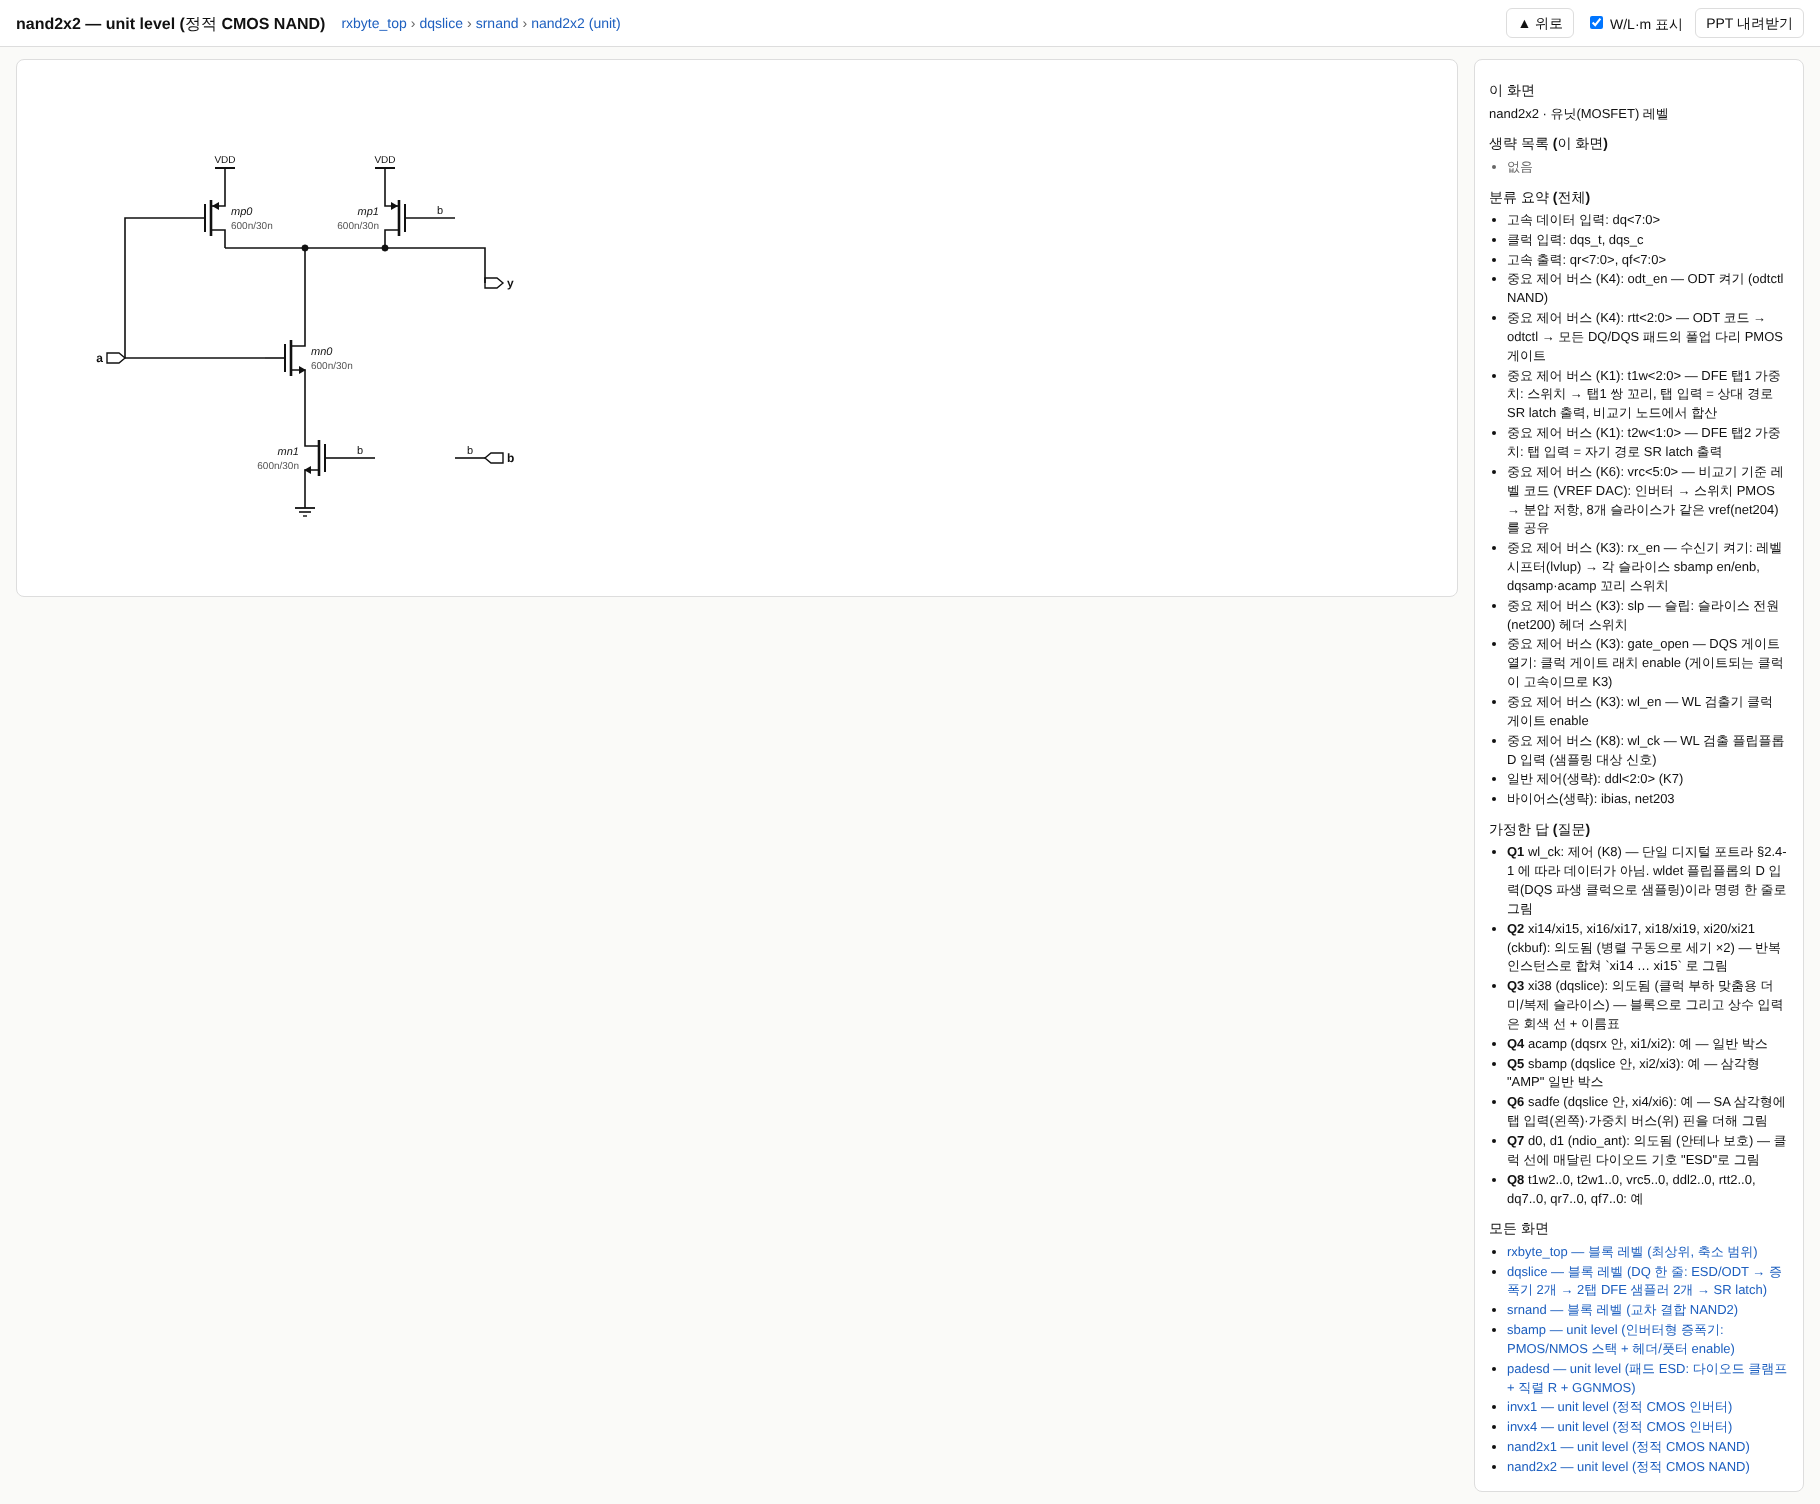 nand2x2 — unit level (정적 CMOS NAND)
rxbyte_top › dqslice › srnand › nand2x2 (unit)
▲ 위로
W/L·m 표시
PPT 내려받기
VDD
VDD
mp0
600n/30n
mp1
600n/30n
b
y
a
mn0
600n/30n
mn1
600n/30n
b
b
b
이 화면
nand2x2 · 유닛(MOSFET) 레벨
생략 목록 (이 화면)
없음
분류 요약 (전체)
고속 데이터 입력: dq<7:0>
클럭 입력: dqs_t, dqs_c
고속 출력: qr<7:0>, qf<7:0>
중요 제어 버스 (K4): odt_en — ODT 켜기 (odtctl
NAND)
중요 제어 버스 (K4): rtt<2:0> — ODT 코드 →
odtctl → 모든 DQ/DQS 패드의 풀업 다리 PMOS
게이트
중요 제어 버스 (K1): t1w<2:0> — DFE 탭1 가중
치: 스위치 → 탭1 쌍 꼬리, 탭 입력 = 상대 경로
SR latch 출력, 비교기 노드에서 합산
중요 제어 버스 (K1): t2w<1:0> — DFE 탭2 가중
치: 탭 입력 = 자기 경로 SR latch 출력
중요 제어 버스 (K6): vrc<5:0> — 비교기 기준 레
벨 코드 (VREF DAC): 인버터 → 스위치 PMOS
→ 분압 저항, 8개 슬라이스가 같은 vref(net204)
를 공유
중요 제어 버스 (K3): rx_en — 수신기 켜기: 레벨
시프터(lvlup) → 각 슬라이스 sbamp en/enb,
dqsamp·acamp 꼬리 스위치
중요 제어 버스 (K3): slp — 슬립: 슬라이스 전원
(net200) 헤더 스위치
중요 제어 버스 (K3): gate_open — DQS 게이트
열기: 클럭 게이트 래치 enable (게이트되는 클럭
이 고속이므로 K3)
중요 제어 버스 (K3): wl_en — WL 검출기 클럭
게이트 enable
중요 제어 버스 (K8): wl_ck — WL 검출 플립플롭
D 입력 (샘플링 대상 신호)
일반 제어(생략): ddl<2:0> (K7)
바이어스(생략): ibias, net203
가정한 답 (질문)
Q1 wl_ck: 제어 (K8) — 단일 디지털 포트라 §2.4-
1 에 따라 데이터가 아님. wldet 플립플롭의 D 입
력(DQS 파생 클럭으로 샘플링)이라 명령 한 줄로
그림
Q2 xi14/xi15, xi16/xi17, xi18/xi19, xi20/xi21
(ckbuf): 의도됨 (병렬 구동으로 세기 ×2) — 반복
인스턴스로 합쳐 `xi14 … xi15` 로 그림
Q3 xi38 (dqslice): 의도됨 (클럭 부하 맞춤용 더
미/복제 슬라이스) — 블록으로 그리고 상수 입력
은 회색 선 + 이름표
Q4 acamp (dqsrx 안, xi1/xi2): 예 — 일반 박스
Q5 sbamp (dqslice 안, xi2/xi3): 예 — 삼각형
"AMP" 일반 박스
Q6 sadfe (dqslice 안, xi4/xi6): 예 — SA 삼각형에
탭 입력(왼쪽)·가중치 버스(위) 핀을 더해 그림
Q7 d0, d1 (ndio_ant): 의도됨 (안테나 보호) — 클
럭 선에 매달린 다이오드 기호 "ESD"로 그림
Q8 t1w2..0, t2w1..0, vrc5..0, ddl2..0, rtt2..0,
dq7..0, qr7..0, qf7..0: 예
모든 화면
rxbyte_top — 블록 레벨 (최상위, 축소 범위)
dqslice — 블록 레벨 (DQ 한 줄: ESD/ODT → 증
폭기 2개 → 2탭 DFE 샘플러 2개 → SR latch)
srnand — 블록 레벨 (교차 결합 NAND2)
sbamp — unit level (인버터형 증폭기:
PMOS/NMOS 스택 + 헤더/풋터 enable)
padesd — unit level (패드 ESD: 다이오드 클램프
+ 직렬 R + GGNMOS)
invx1 — unit level (정적 CMOS 인버터)
invx4 — unit level (정적 CMOS 인버터)
nand2x1 — unit level (정적 CMOS NAND)
nand2x2 — unit level (정적 CMOS NAND)